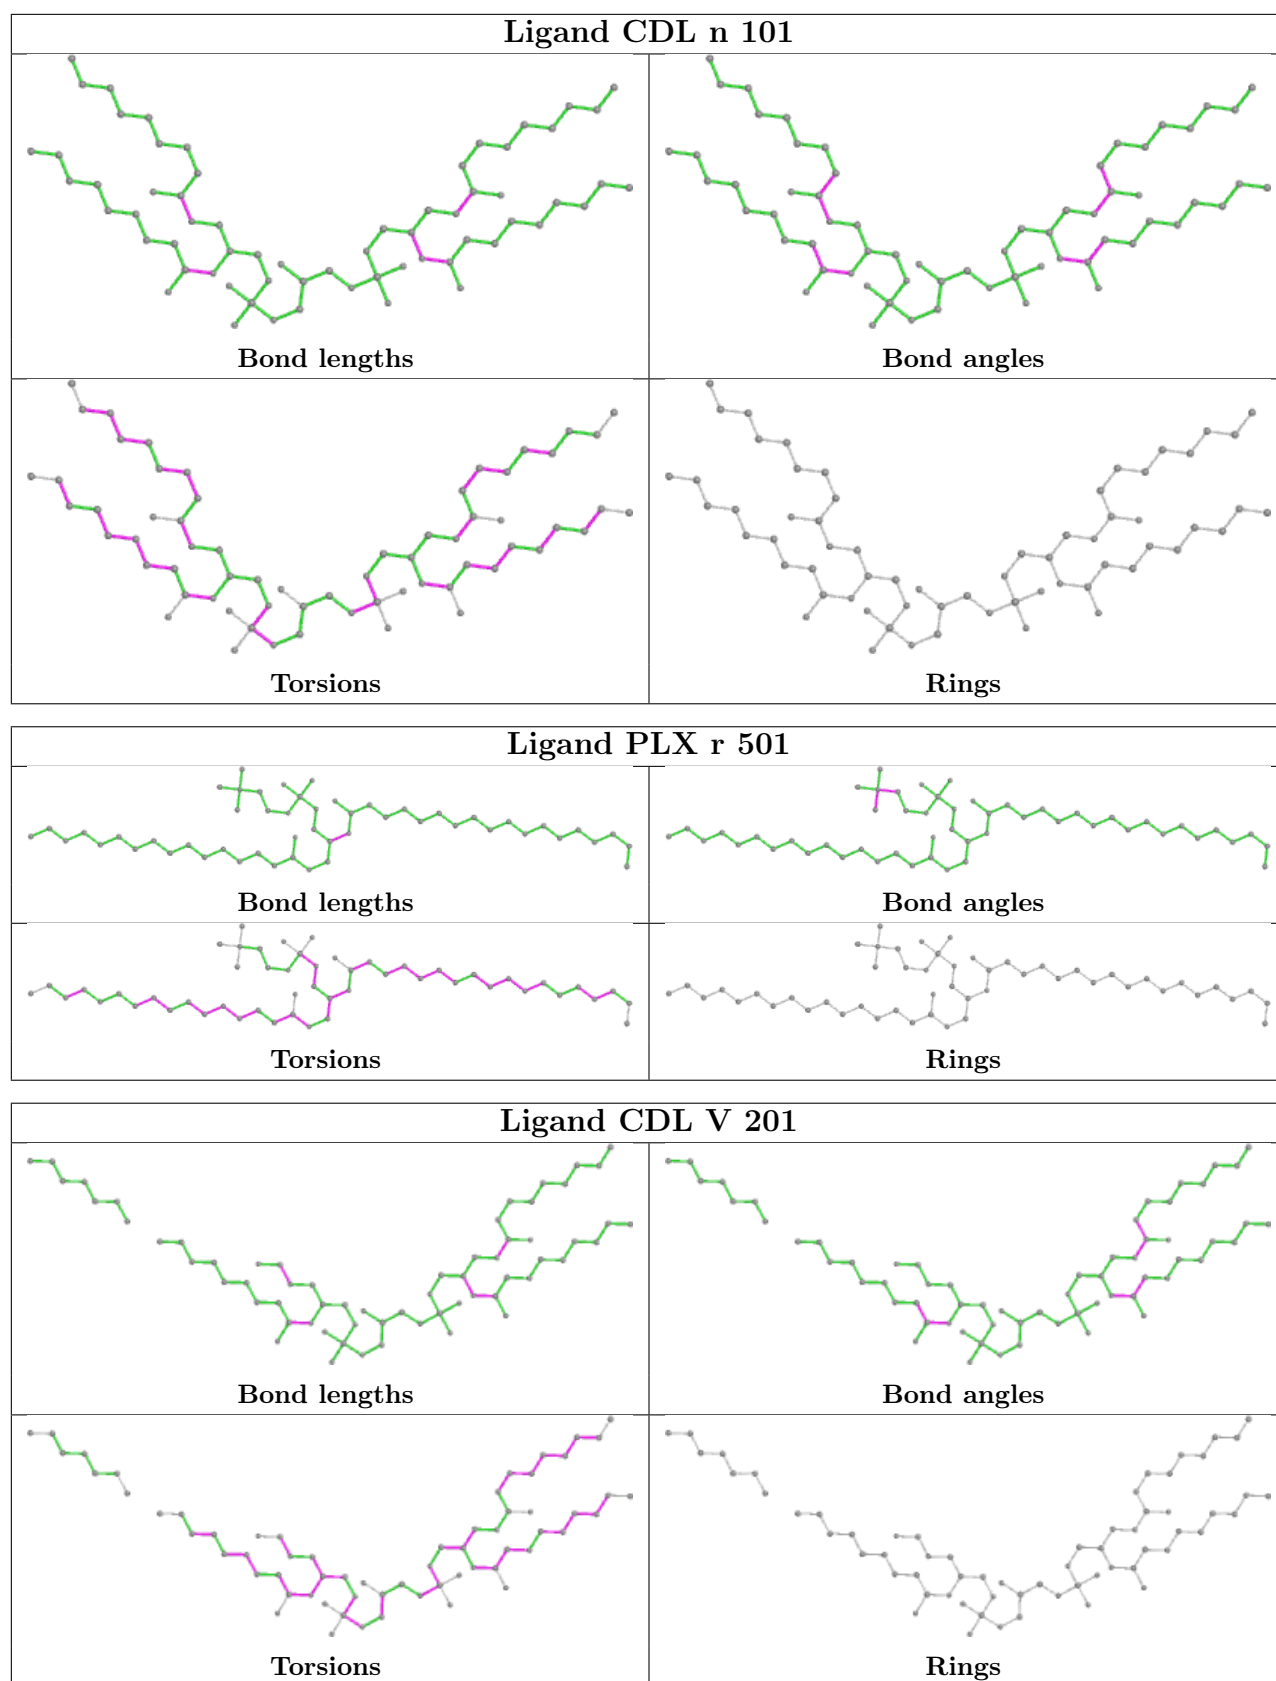 Ligand CDL n 101
Bond lengths
Bond angles
Torsions
Rings
Ligand PLX r 501
Bond lengths
Bond angles
Torsions
Rings
Ligand CDL V 201
Bond lengths
Bond angles
Torsions
Rings